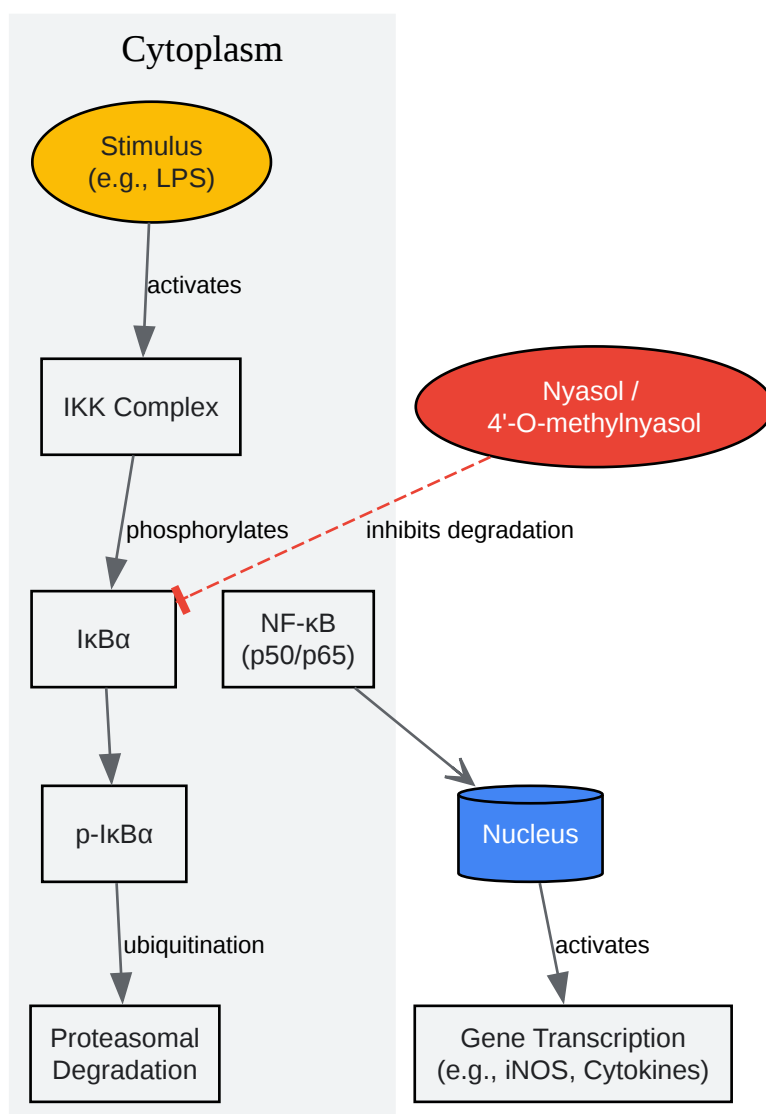 Cytoplasm
Stimulus
(e.g., LPS)
activates
IKK Complex
Nyasol /
4'-O-methylnyasol
phosphorylates
inhibits degradation
IκBα
NF-κB
(p50/p65)
p-IκBα
Nucleus
ubiquitination
activates
Proteasomal
Degradation
Gene Transcription
(e.g., iNOS, Cytokines)